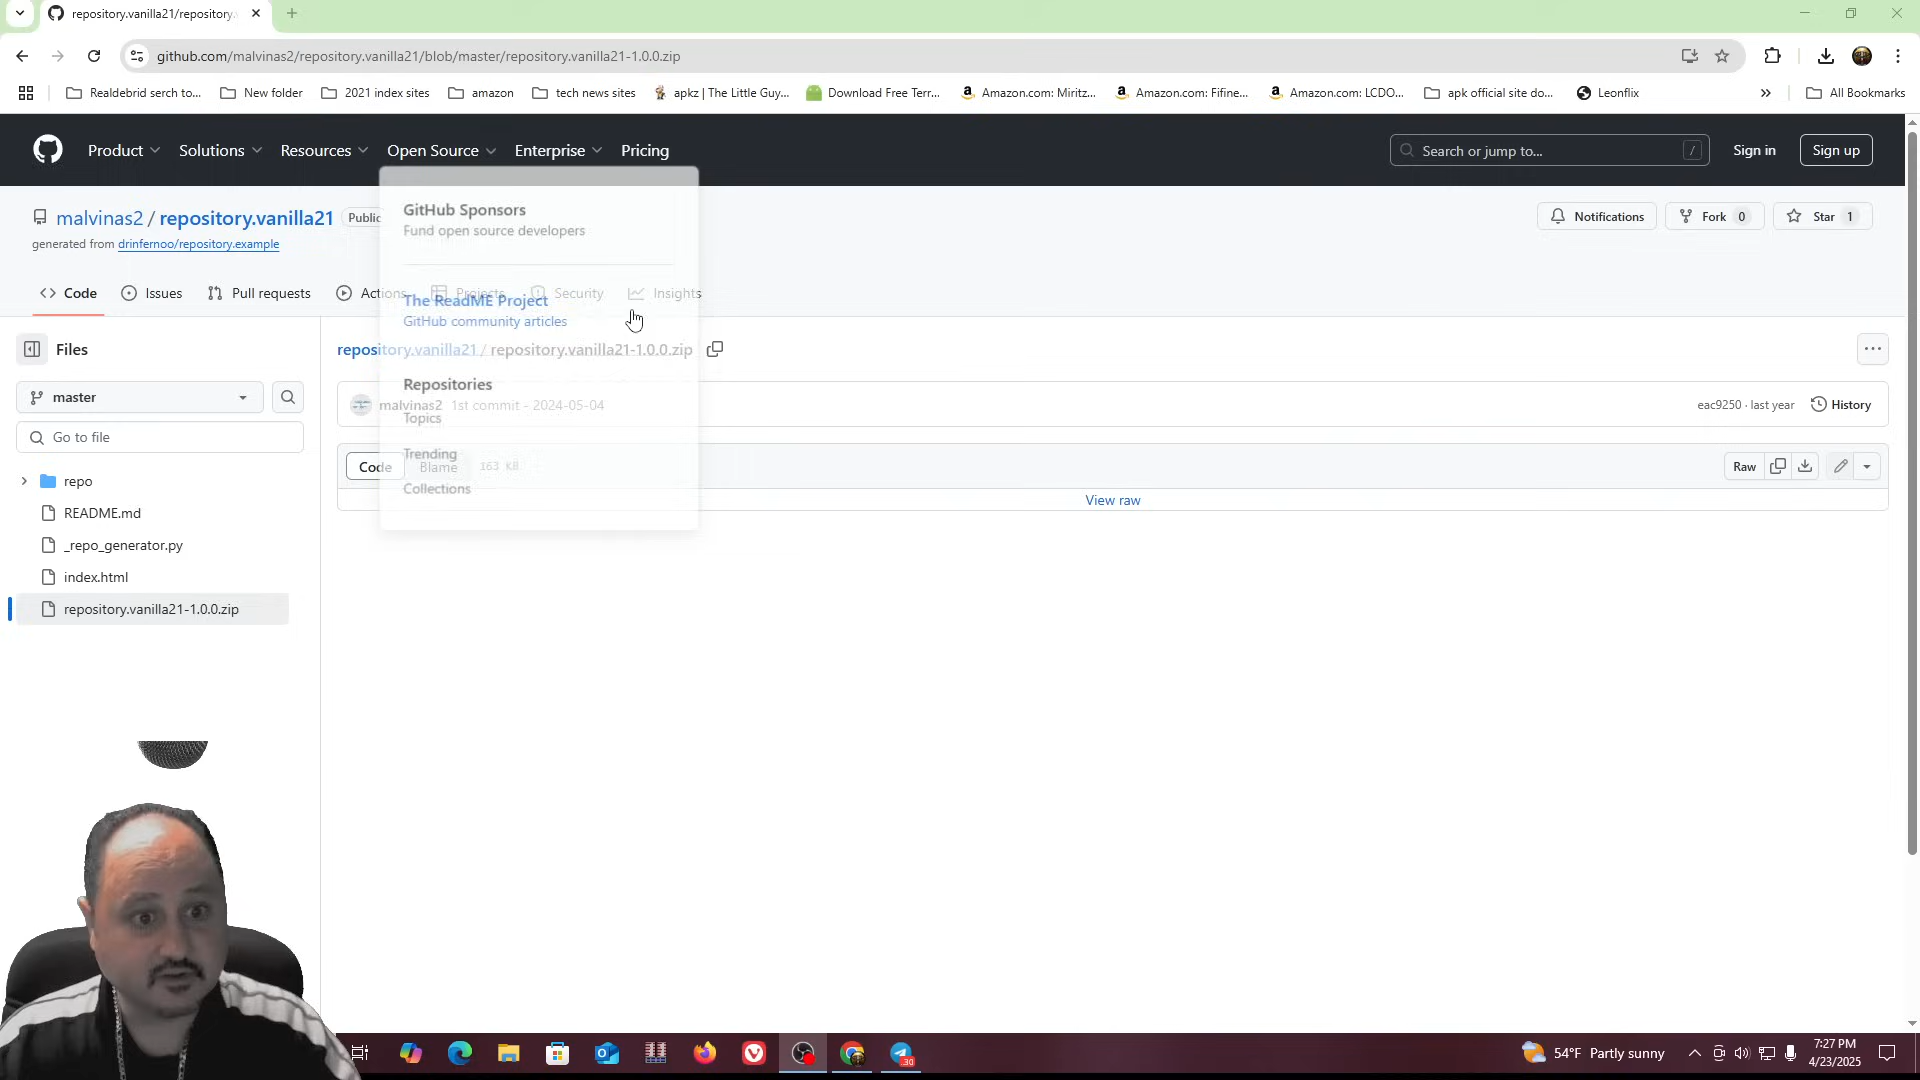 repository.vanilla21/repository.
github.com/malvinas2/repository.vanilla21/blob/master/repository.vanilla21-1.0.0.zip
Realdebrid serch to...
New folder
2021 index sites
amazon
tech news sites
apkz | The Little Guy...
Download Free Terr...
Amazon.com: Miritz...
Amazon.com: Fifine...
Amazon.com: LCDO...
apk official site do...
Leonflix
All Bookmarks
Product
Solutions
Resources
Open Source
Enterprise
Pricing
Search or jump to...
/
Sign in
Sign up
malvinas2 / repository.vanilla21
Public
GitHub Sponsors
Fund open source developers
Notifications
Fork 0
Star 1
generated from drinfernoo/repository.example
Code
Issues
Pull requests
Actions
Projects
Security
Insights
The ReadME Project
GitHub community articles
Files
repository.vanilla21 / repository.vanilla21-1.0.0.zip
master
Go to file
Repositories
malvinas2 1st commit - 2024-05-04
eac9250 · last year
History
Topics
Trending
Collections
Code
Blame
163 KB
Raw
View raw
repo
README.md
_repo_generator.py
index.html
repository.vanilla21-1.0.0.zip
30
54°F Partly sunny
7:27 PM
4/23/2025